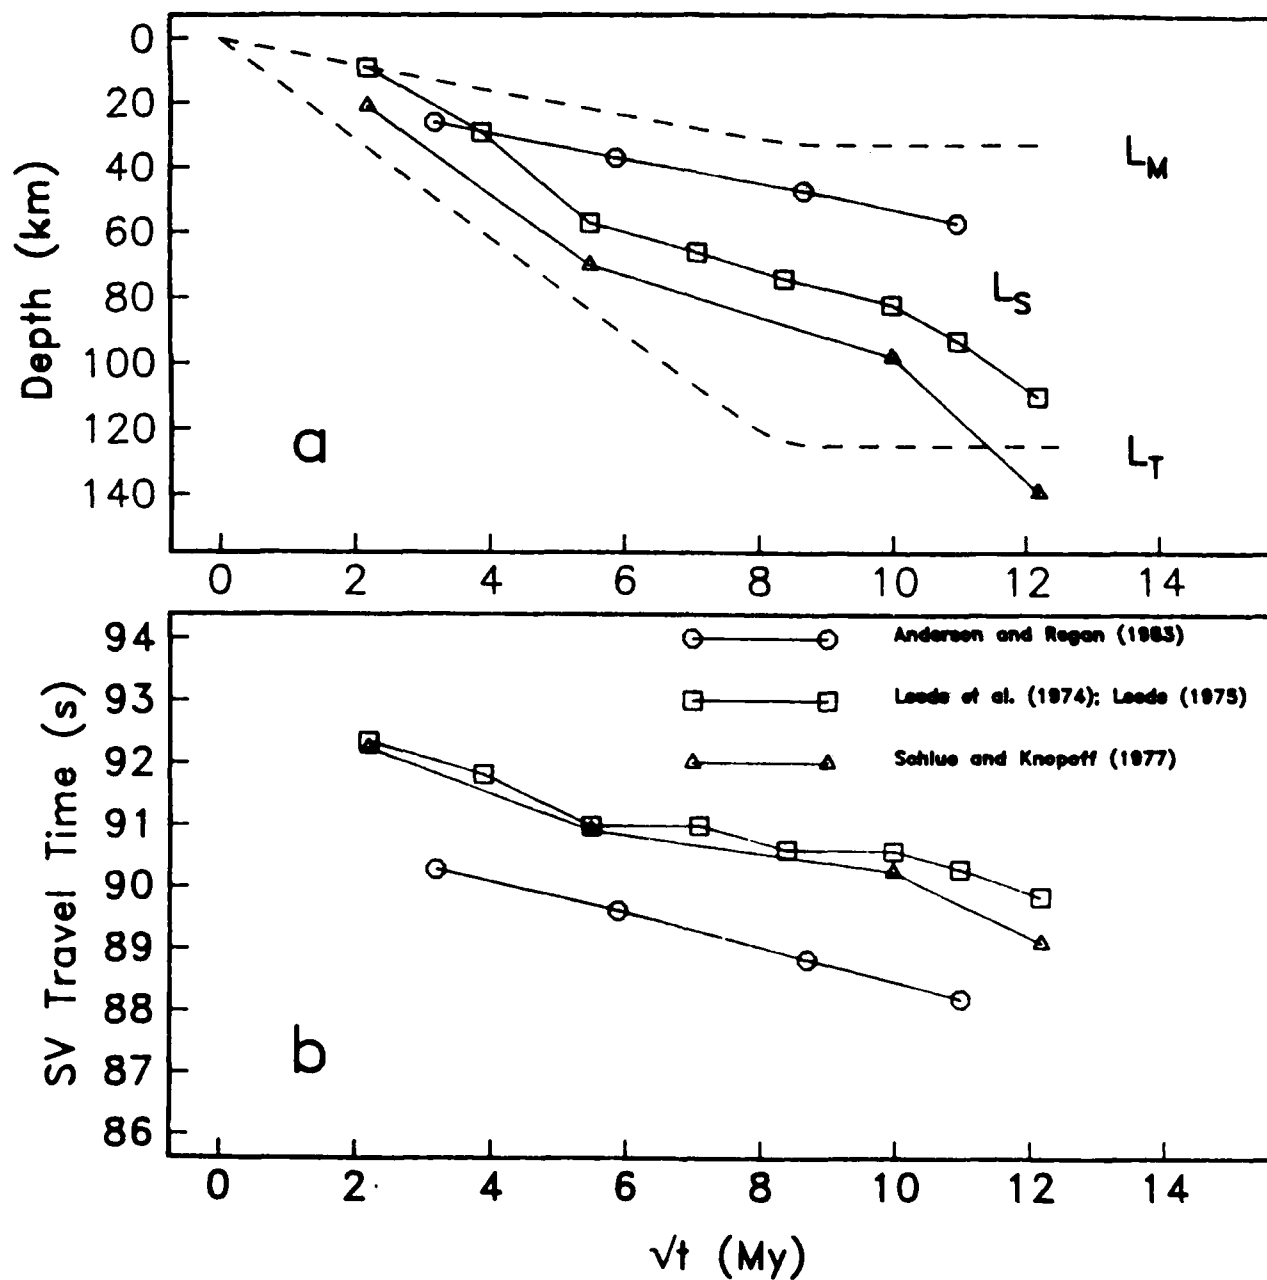 0
20
40
60
80
100
120
140
Depth (km)
a
L_M
L_S
L_T
0 2 4 6 8 10 12 14
94
93
92
91
90
89
88
87
86
SV Travel Time (s)
Anderson and Regan (1983)
Leeds et al. (1974); Leeds (1975)
Schlue and Knopoff (1977)
b
0 2 4 6 8 10 12 14
√t (My)